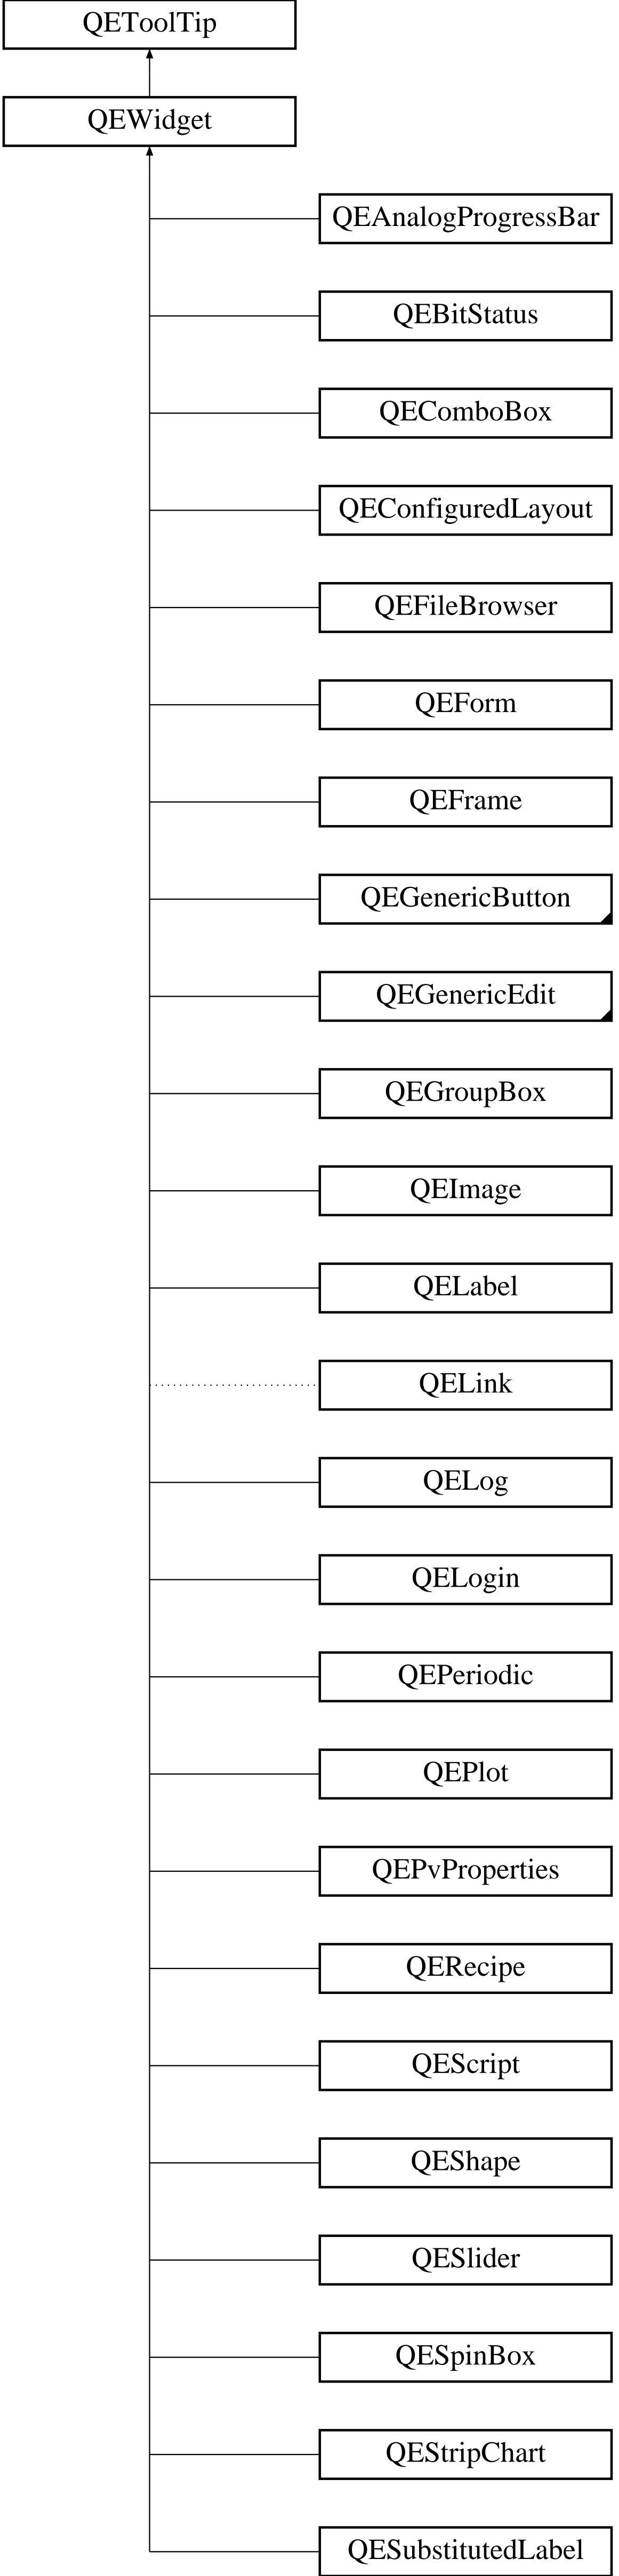 QEToolTip
QEWidget
QEAnalogProgressBar
QEBitStatus
QEComboBox
QEConfiguredLayout
QEFileBrowser
QEForm
QEFrame
QEGenericButton
QEGenericEdit
QEGroupBox
QEImage
QELabel
QELink
QELog
QELogin
QEPeriodic
QEPlot
QEPvProperties
QERecipe
QEScript
QEShape
QESlider
QESpinBox
QEStripChart
QESubstitutedLabel